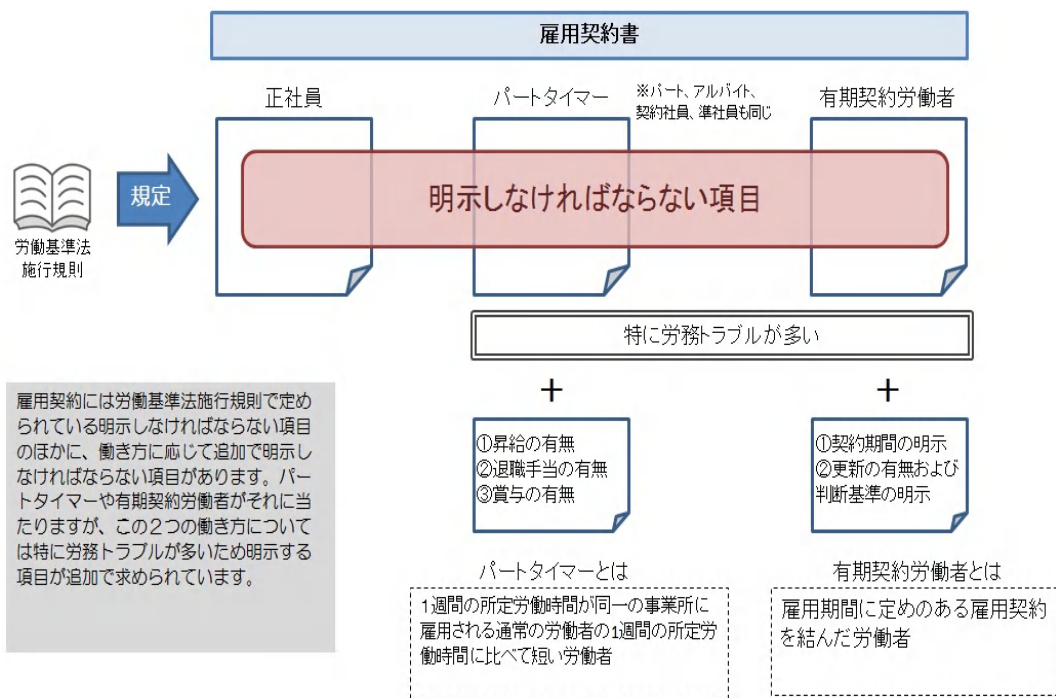 雇用契約書
正社員
パートタイマー
※パート、アルバイト、
契約社員、準社員も同じ
有期契約労働者
労働基準法
施行規則
規定
明示しなければならない項目
特に労務トラブルが多い
雇用契約には労働基準法施行規則で定め
られている明示しなければならない項目
のほかに、働き方に応じて追加で明示し
なければならない項目があります。パー
トタイマーや有期契約労働者がそれに当
たりますが、この2つの働き方について
は特に労務トラブルが多いため明示する
項目が追加で求められています。
+
①昇給の有無
②退職手当の有無
③賞与の有無
+
①契約期間の明示
②更新の有無および
判断基準の明示
パートタイマーとは
1週間の所定労働時間が同一の事業所に
雇用される通常の労働者の1週間の所定労
働時間に比べて短い労働者
有期契約労働者とは
雇用期間に定めのある雇用契約
を結んだ労働者